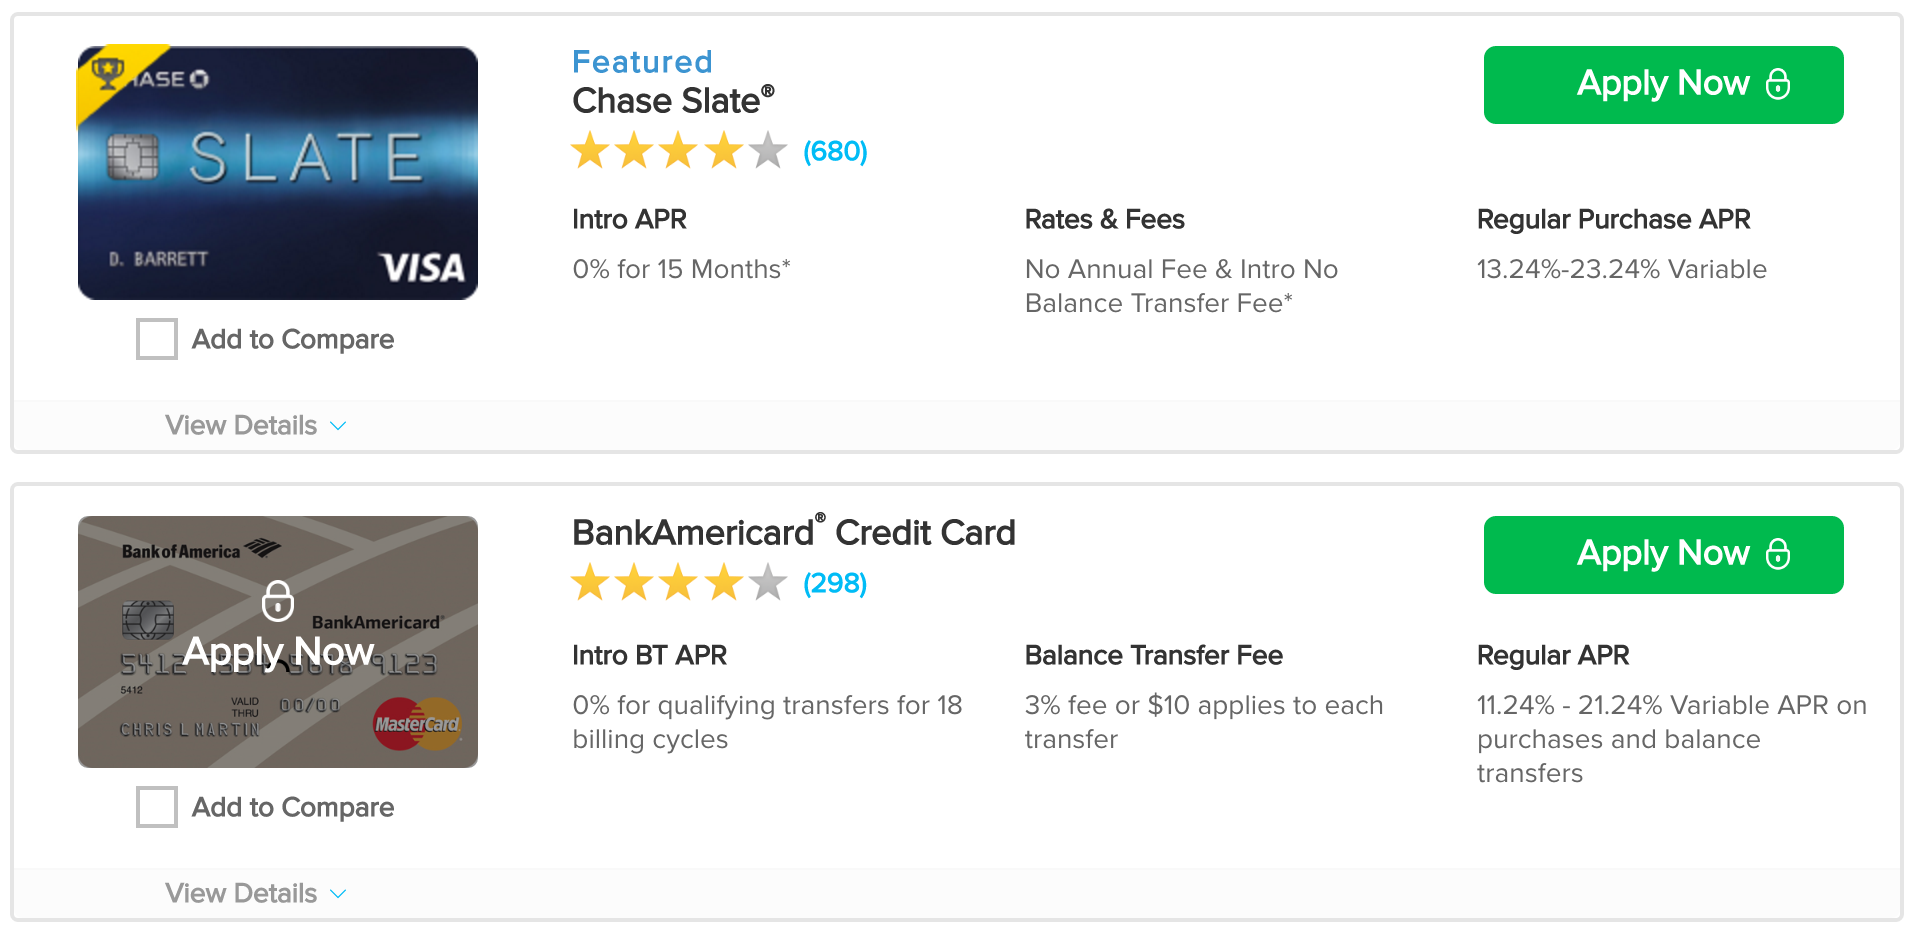 HASE
SLATE
D. BARRETT
VISA
Add to Compare
View Details
Featured
Chase Slate®
(680)
Intro APR
0% for 15 Months*
Rates & Fees
No Annual Fee & Intro No
Balance Transfer Fee*
Regular Purchase APR
13.24%-23.24% Variable
Apply Now
Bank of America
BankAmericard
Apply Now
5412 5678 9123
5412
VALID
THRU
00/00
CHRIS L MARTIN
MasterCard
Add to Compare
View Details
BankAmericard® Credit Card
(298)
Intro BT APR
0% for qualifying transfers for 18
billing cycles
Balance Transfer Fee
3% fee or $10 applies to each
transfer
Regular APR
11.24% - 21.24% Variable APR on
purchases and balance
transfers
Apply Now